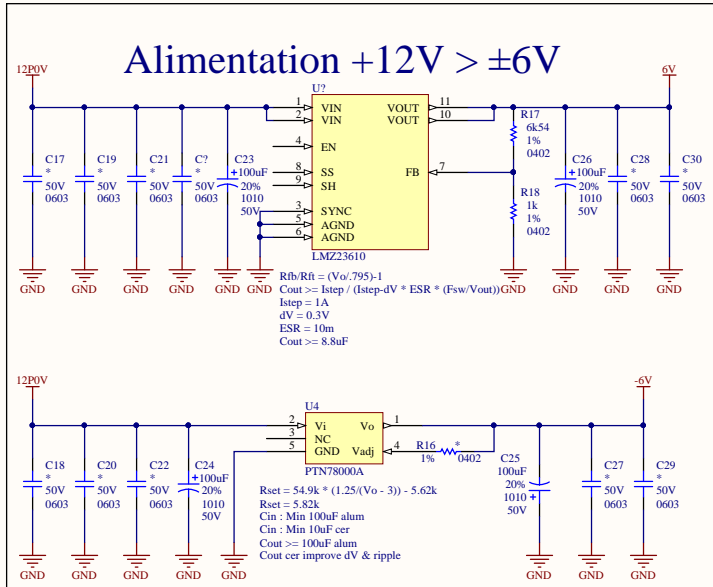 Alimentation +12V > ±6V
12P0V
6V
U?
1 VIN
2 VIN
4 EN
8 SS
9 SH
3 SYNC
5 AGND
6 AGND
VOUT 11
VOUT 10
FB 7
LMZ23610
C17
*
50V
0603
C19
*
50V
0603
C21
*
50V
0603
C?
*
50V
0603
C23
+100uF
20%
1010
50V
R17
6k54
1%
0402
R18
1k
1%
0402
C26
+100uF
20%
1010
50V
C28
*
50V
0603
C30
*
50V
0603
GND
GND
GND
GND
GND
GND
GND
GND
GND
GND
Rfb/Rft = (Vo/.795)-1
Cout >= Istep / (Istep-dV * ESR * (Fsw/Vout))
Istep = 1A
dV = 0.3V
ESR = 10m
Cout >= 8.8uF
12P0V
-6V
U4
2 Vi
3 NC
5 GND
Vo 1
Vadj 4
PTN78000A
R16
1%
*
0402
C18
*
50V
0603
C20
*
50V
0603
C22
*
50V
0603
C24
+100uF
20%
1010
50V
C25
100uF
20%
1010 +
50V
C27
*
50V
0603
C29
*
50V
0603
Rset = 54.9k * (1.25/(Vo - 3)) - 5.62k
Rset = 5.82k
Cin : Min 100uF alum
Cin : Min 10uF cer
Cout >= 100uF alum
Cout cer improve dV & ripple
GND
GND
GND
GND
GND
GND
GND
GND